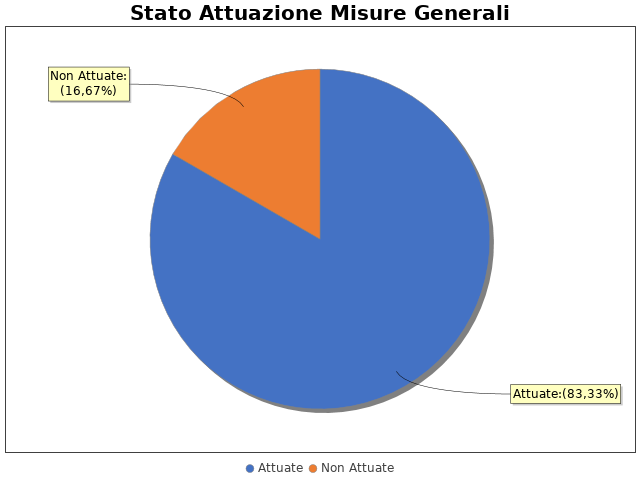 Stato Attuazione Misure Generali
Non Attuate:
(16,67%)
Attuate:(83,33%)
Attuate Non Attuate